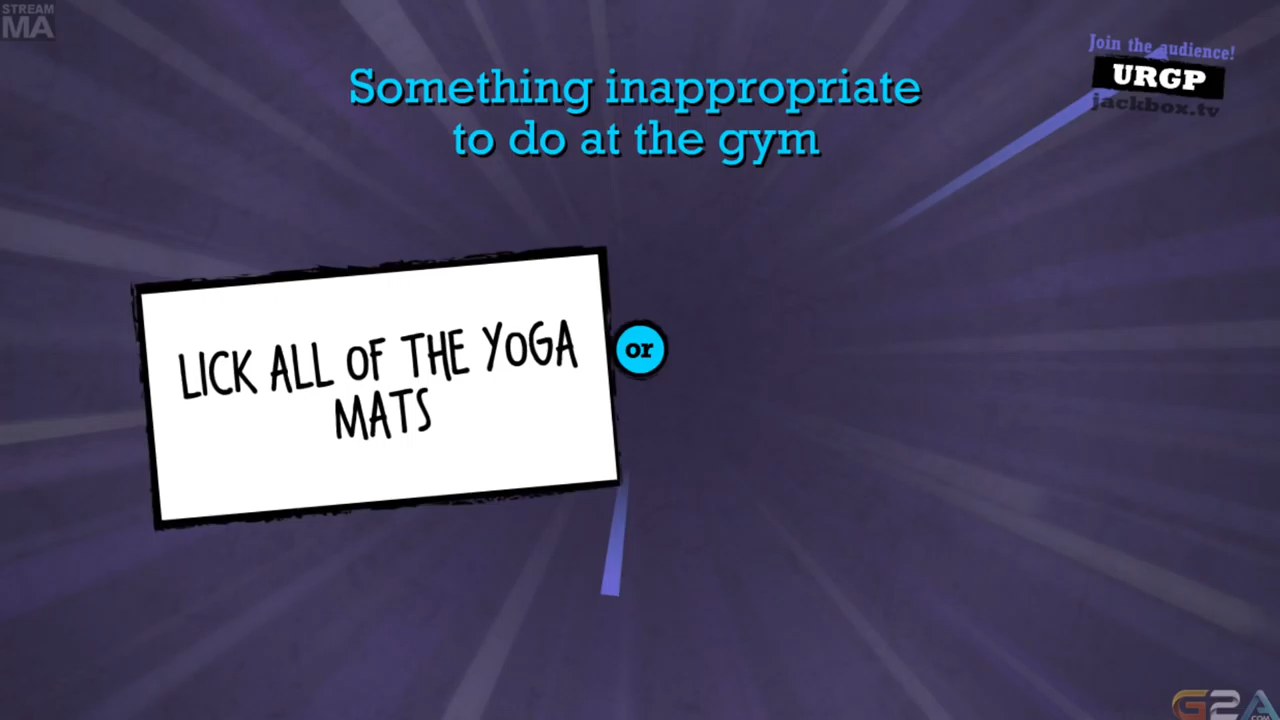 STREAM
MA
Join the audience!
URGP
jackbox.tv
Something inappropriate
to do at the gym
LICK ALL OF THE YOGA
MATS
or
G2A
.COM